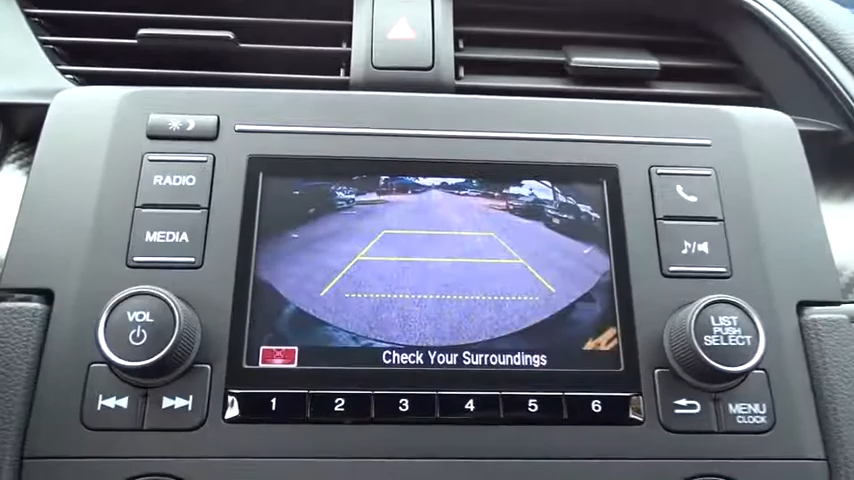 RADIO
MEDIA
VOL
Check Your Surroundings
1 2 3 4 5 6
LIST
PUSH
SELECT
MENU
CLOCK